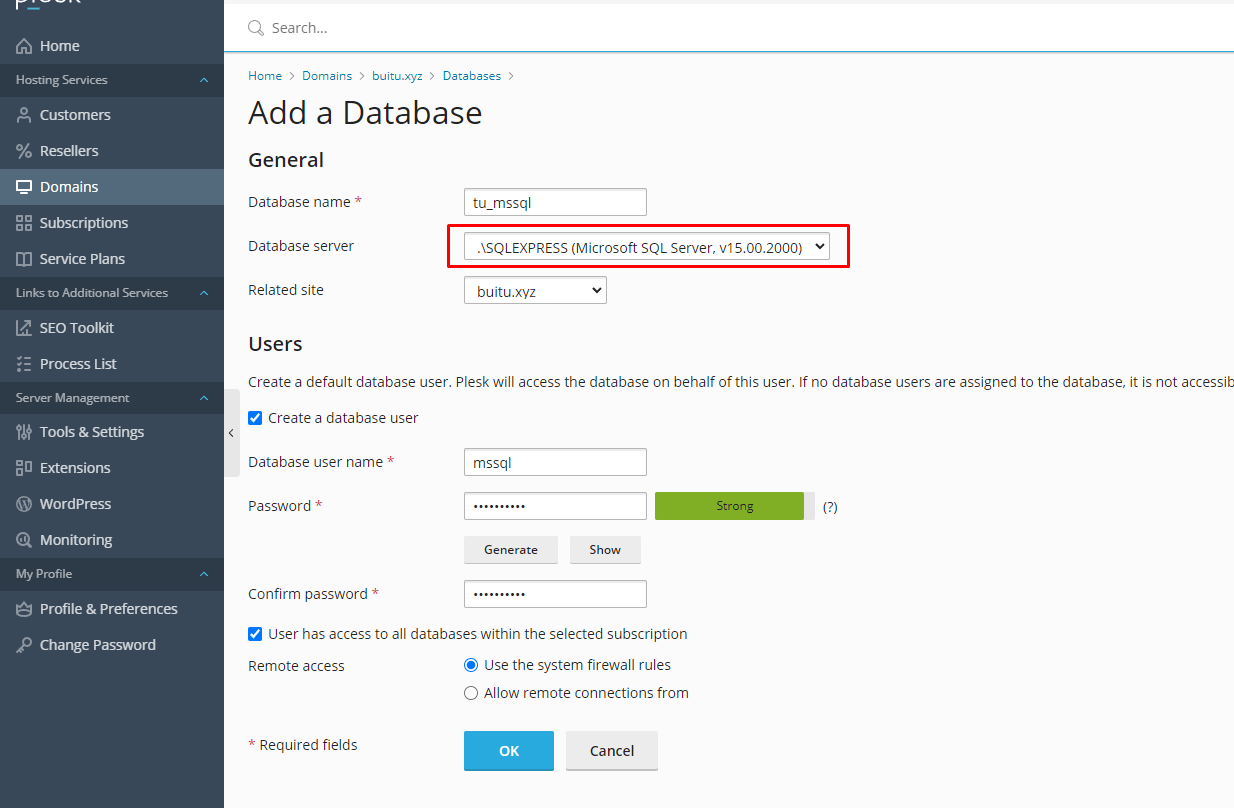 Search...
Home
Hosting Services
Customers
Resellers
Domains
Subscriptions
Service Plans
Links to Additional Services
SEO Toolkit
Process List
Server Management
Tools & Settings
Extensions
WordPress
Monitoring
My Profile
Profile & Preferences
Change Password
Home > Domains > buitu.xyz > Databases >
Add a Database
General
Database name * tu_mssql
Database server .\SQLEXPRESS (Microsoft SQL Server, v15.00.2000)
Related site buitu.xyz
Users
Create a default database user. Plesk will access the database on behalf of this user. If no database users are assigned to the database, it is not accessib
Create a database user
Database user name * mssql
Password * •••••••••• Strong (?)
Generate Show
Confirm password * ••••••••••
User has access to all databases within the selected subscription
Remote access Use the system firewall rules
Allow remote connections from
* Required fields OK Cancel